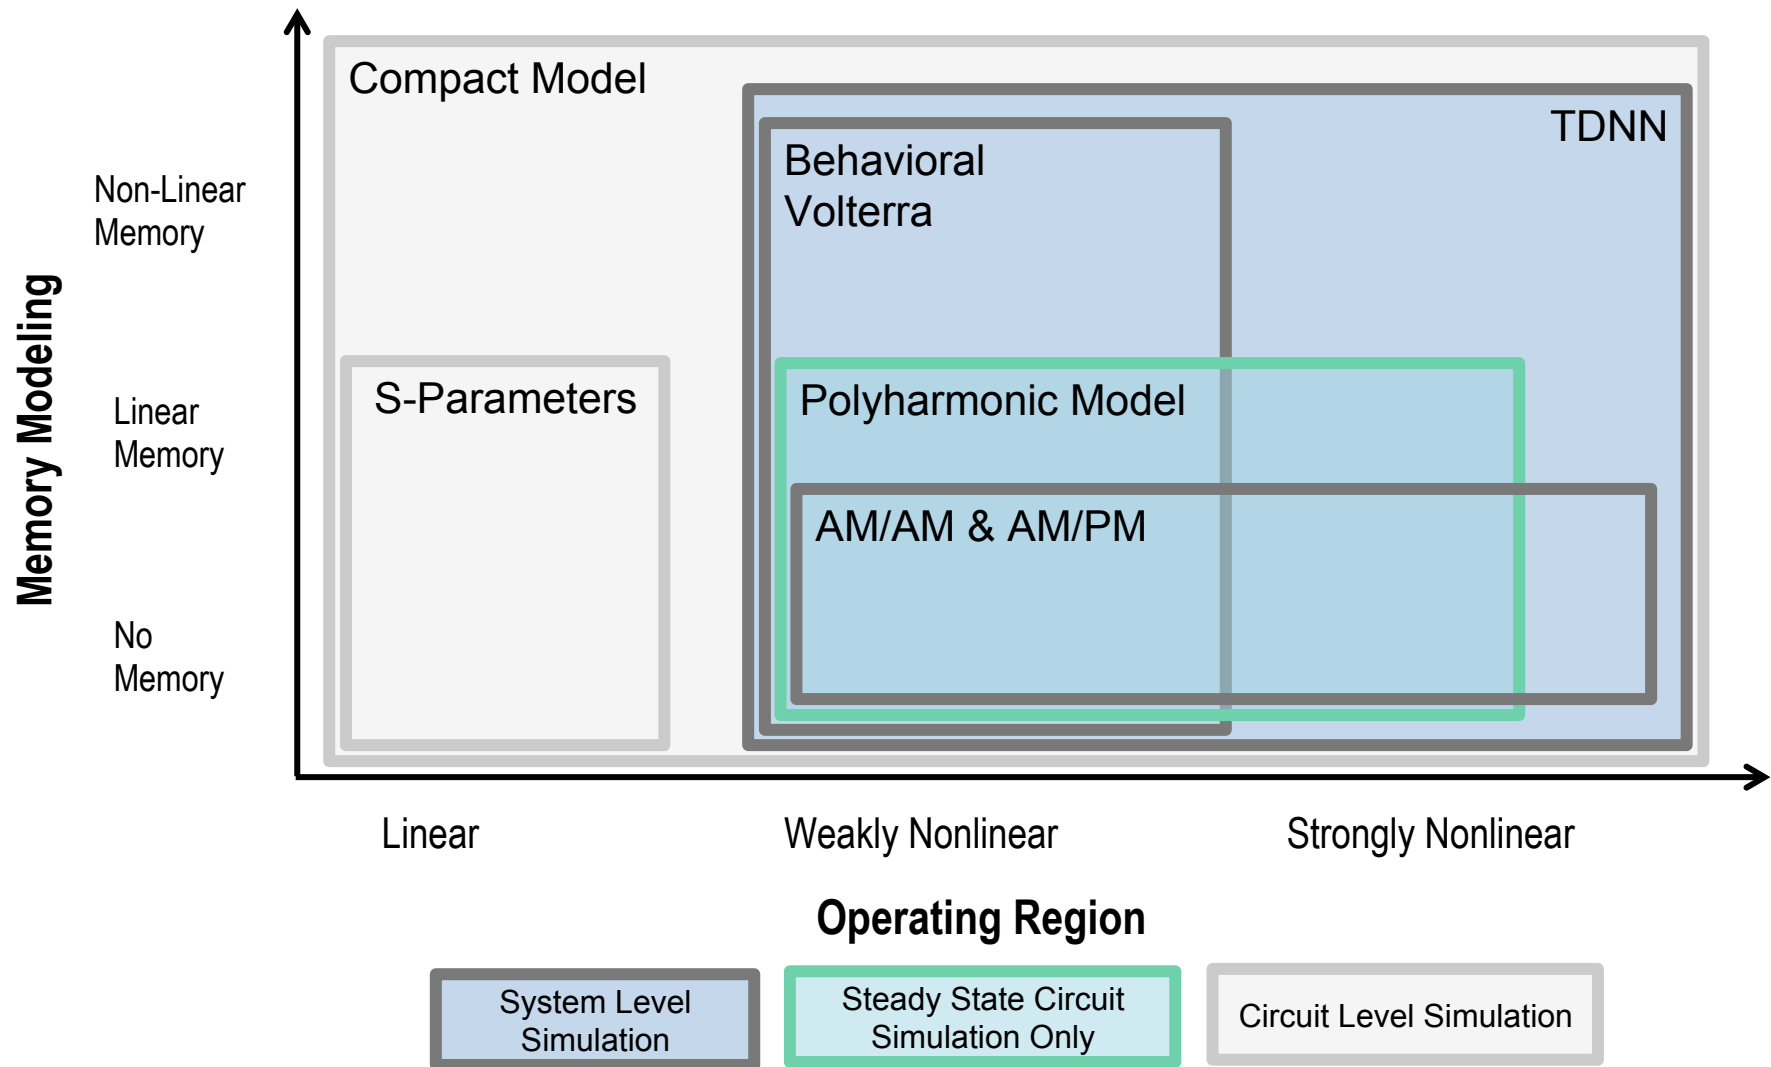 Compact Model
TDNN
Behavioral
Volterra
Non-Linear
Memory
S-Parameters
Polyharmonic Model
Linear
Memory
AM/AM & AM/PM
No
Memory
Memory Modeling
Linear
Weakly Nonlinear
Strongly Nonlinear
Operating Region
System Level
Simulation
Steady State Circuit
Simulation Only
Circuit Level Simulation